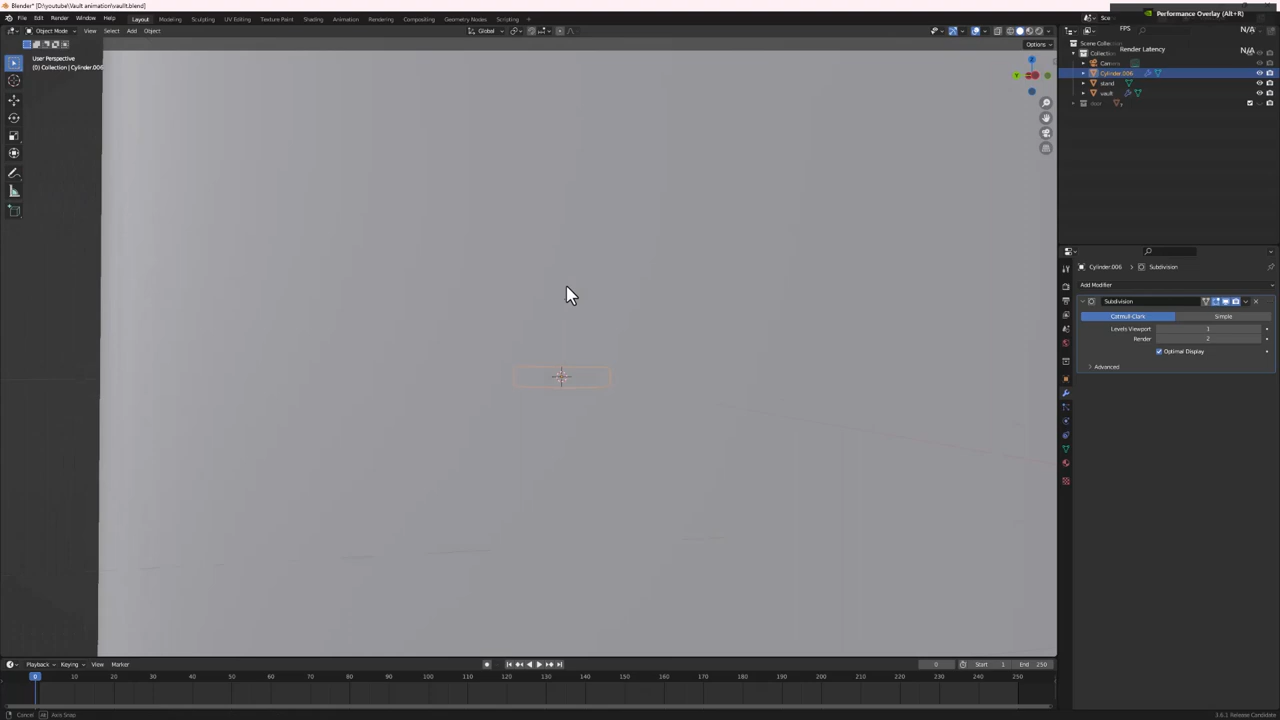 Blender* [D:\youtube\Vault animation\vault.blend]
File Edit Render Window Help
Layout Modeling Sculpting UV Editing Texture Paint Shading Animation Rendering Compositing Geometry Nodes Scripting
Sce
Performance Overlay (Alt+R)
FPS N/A
Render Latency N/A
Object Mode View Select Add Object
Global
Options
User Perspective
(0) Collection | Cylinder.006
Scene Collec
Collection
Camera
Cylinder.006
stand
vault
door
Cylinder.006 > Subdivision
Add Modifier
Subdivision
Catmull-Clark Simple
Levels Viewport 1
Render 2
Optimal Display
Advanced
Playback Keying View Marker
0 Start 1 End 250
0 10 20 30 40 50 60 70 80 90 100 110 120 130 140 150 160 170 180 190 200 210 220 230 240 250
Cancel Axis Snap
3.6.1 Release Candidate